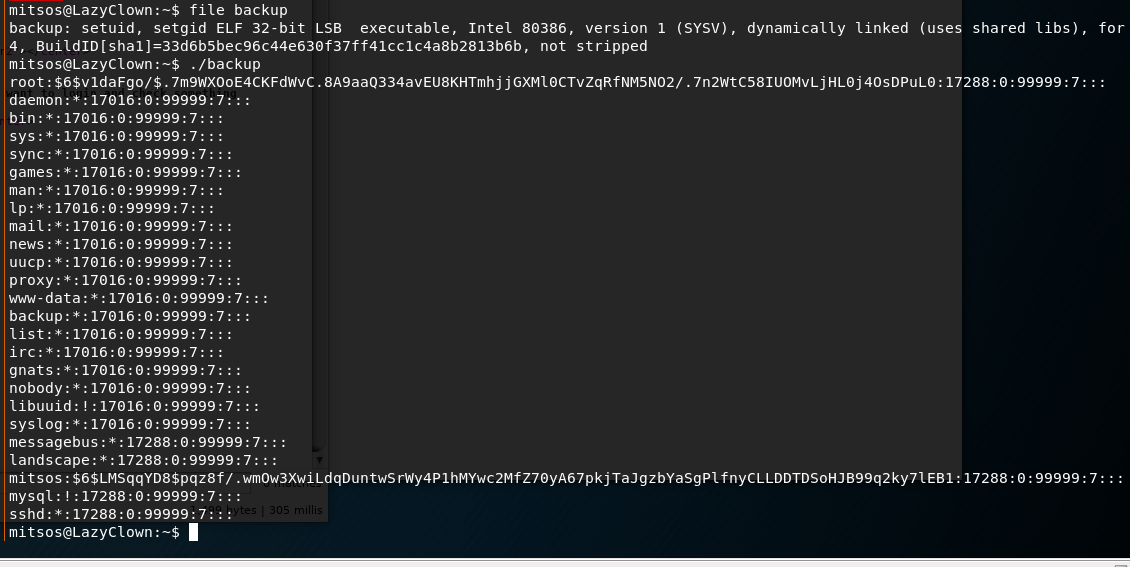 mitsos@LazyClown:~$ file backup
backup: setuid, setgid ELF 32-bit LSB  executable, Intel 80386, version 1 (SYSV), dynamically linked (uses shared libs), for
4, BuildID[sha1]=33d6b5bec96c44e630f37ff41cc1c4a8b2813b6b, not stripped
mitsos@LazyClown:~$ ./backup
root:$6$v1daFgo/$.7m9WXOoE4CKFdWvC.8A9aaQ334avEU8KHTmhjjGXMl0CTvZqRfNM5NO2/.7n2WtC58IUOMvLjHL0j4OsDPuL0:17288:0:99999:7:::
daemon:*:17016:0:99999:7:::
bin:*:17016:0:99999:7:::
sys:*:17016:0:99999:7:::
sync:*:17016:0:99999:7:::
games:*:17016:0:99999:7:::
man:*:17016:0:99999:7:::
lp:*:17016:0:99999:7:::
mail:*:17016:0:99999:7:::
news:*:17016:0:99999:7:::
uucp:*:17016:0:99999:7:::
proxy:*:17016:0:99999:7:::
www-data:*:17016:0:99999:7:::
backup:*:17016:0:99999:7:::
list:*:17016:0:99999:7:::
irc:*:17016:0:99999:7:::
gnats:*:17016:0:99999:7:::
nobody:*:17016:0:99999:7:::
libuuid:!:17016:0:99999:7:::
syslog:*:17016:0:99999:7:::
messagebus:*:17288:0:99999:7:::
landscape:*:17288:0:99999:7:::
mitsos:$6$LMSqqYD8$pqz8f/.wmOw3XwiLdqDuntwSrWy4P1hMYwc2MfZ70yA67pkjTaJgzbYaSgPlfnyCLLDDTDSoHJB99q2ky7lEB1:17288:0:99999:7:::
mysql:!:17288:0:99999:7:::
sshd:*:17288:0:99999:7:::
bytes | 305 millis
mitsos@LazyClown:~$